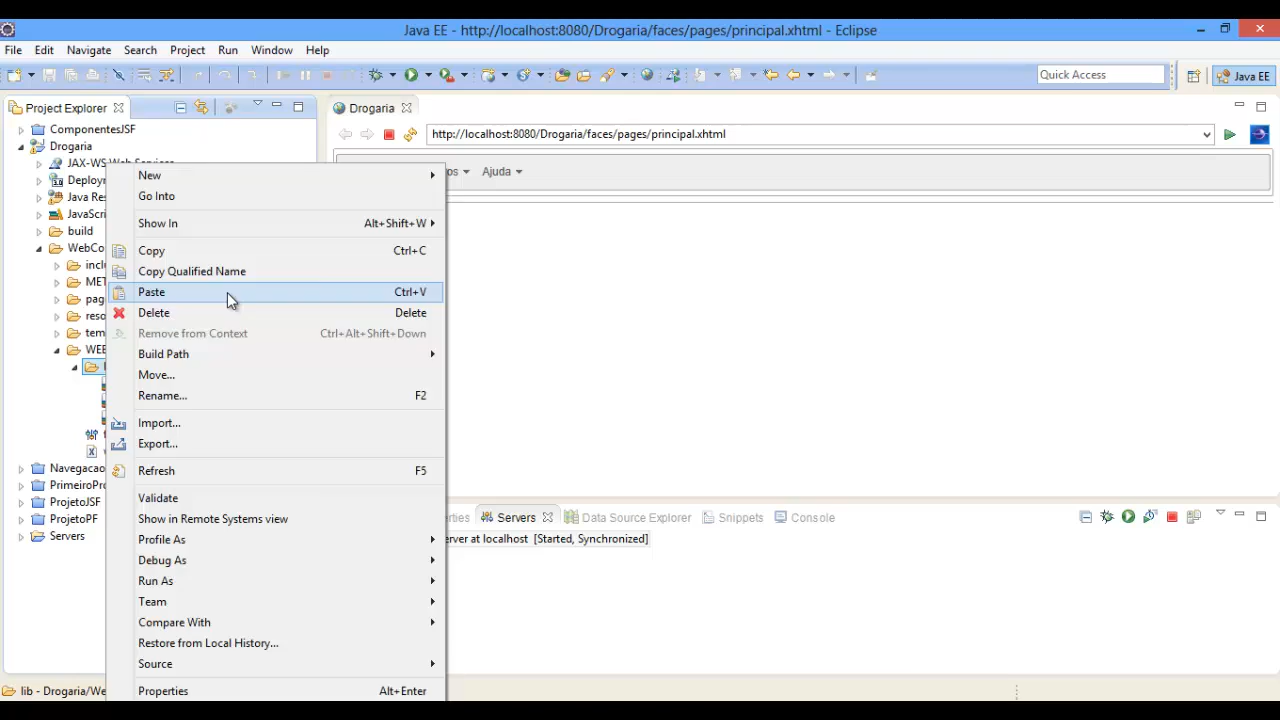 Java EE - http://localhost:8080/Drogaria/faces/pages/principal.xhtml - Eclipse
File Edit Navigate Search Project Run Window Help
Quick Access Java EE
Project Explorer
Drogaria
ComponentesJSF
Drogaria
JAX-WS Web Services
Deploy
Java Res
JavaScri
build
WebCo
incl
MET
pag
reso
tem
WEB
Navegacao
PrimeiroPro
ProjetoJSF
ProjetoPF
Servers
http://localhost:8080/Drogaria/faces/pages/principal.xhtml
os Ajuda
New
Go Into
Show In Alt+Shift+W
Copy Ctrl+C
Copy Qualified Name
Paste Ctrl+V
Delete Delete
Remove from Context Ctrl+Alt+Shift+Down
Build Path
Move...
Rename... F2
Import...
Export...
Refresh F5
Validate
Show in Remote Systems view
Profile As
Debug As
Run As
Team
Compare With
Restore from Local History...
Source
Properties Alt+Enter
erties Servers Data Source Explorer Snippets Console
erver at localhost [Started, Synchronized]
lib - Drogaria/We